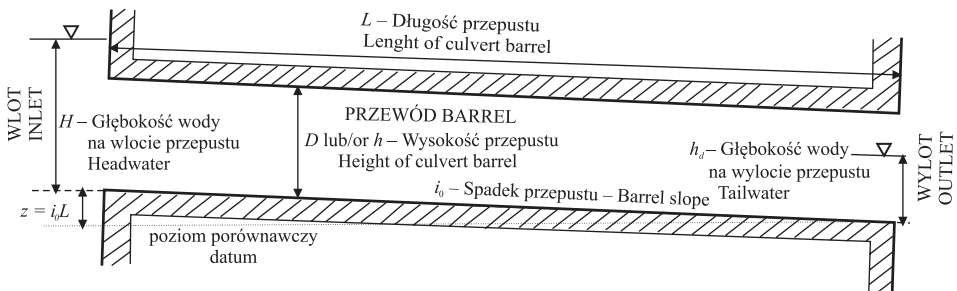 L – Długość przepustu
Lenght of culvert barrel
WLOT
INLET
H – Głębokość wody
na wlocie przepustu
Headwater
PRZEWÓD BARREL
D lub/or h – Wysokość przepustu
Height of culvert barrel
h_d – Głębokość wody
na wylocie przepustu
Tailwater
WYLOT
OUTLET
i₀ – Spadek przepustu – Barrel slope
z = i₀L
poziom porównawczy
datum